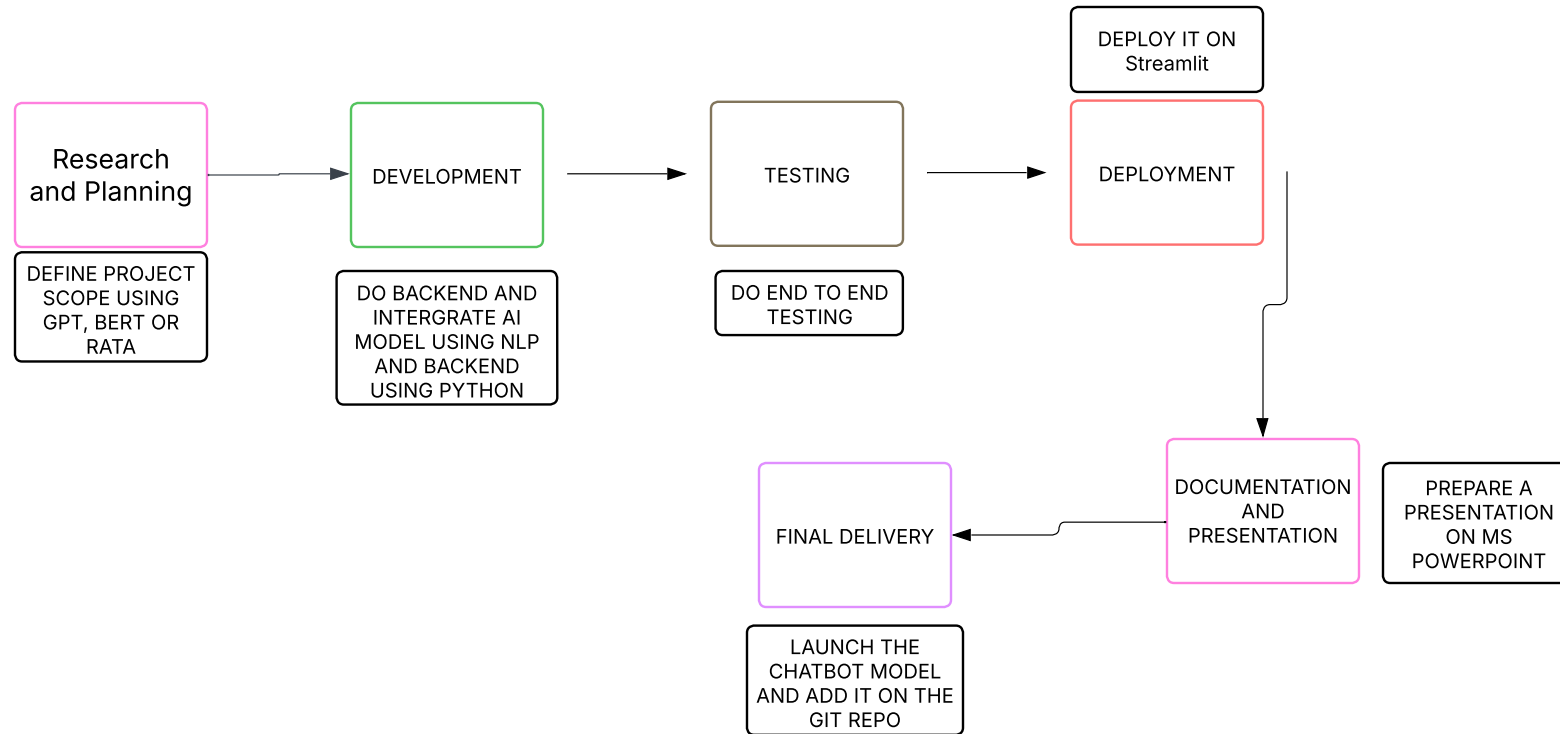 DEPLOY IT ON
Streamlit
Research
and Planning
DEVELOPMENT
TESTING
DEPLOYMENT
DEFINE PROJECT
SCOPE USING
GPT, BERT OR
RATA
DO BACKEND AND
INTERGRATE AI
MODEL USING NLP
AND BACKEND
USING PYTHON
DO END TO END
TESTING
DOCUMENTATION
AND
PRESENTATION
PREPARE A
PRESENTATION
ON MS
POWERPOINT
FINAL DELIVERY
LAUNCH THE
CHATBOT MODEL
AND ADD IT ON THE
GIT REPO